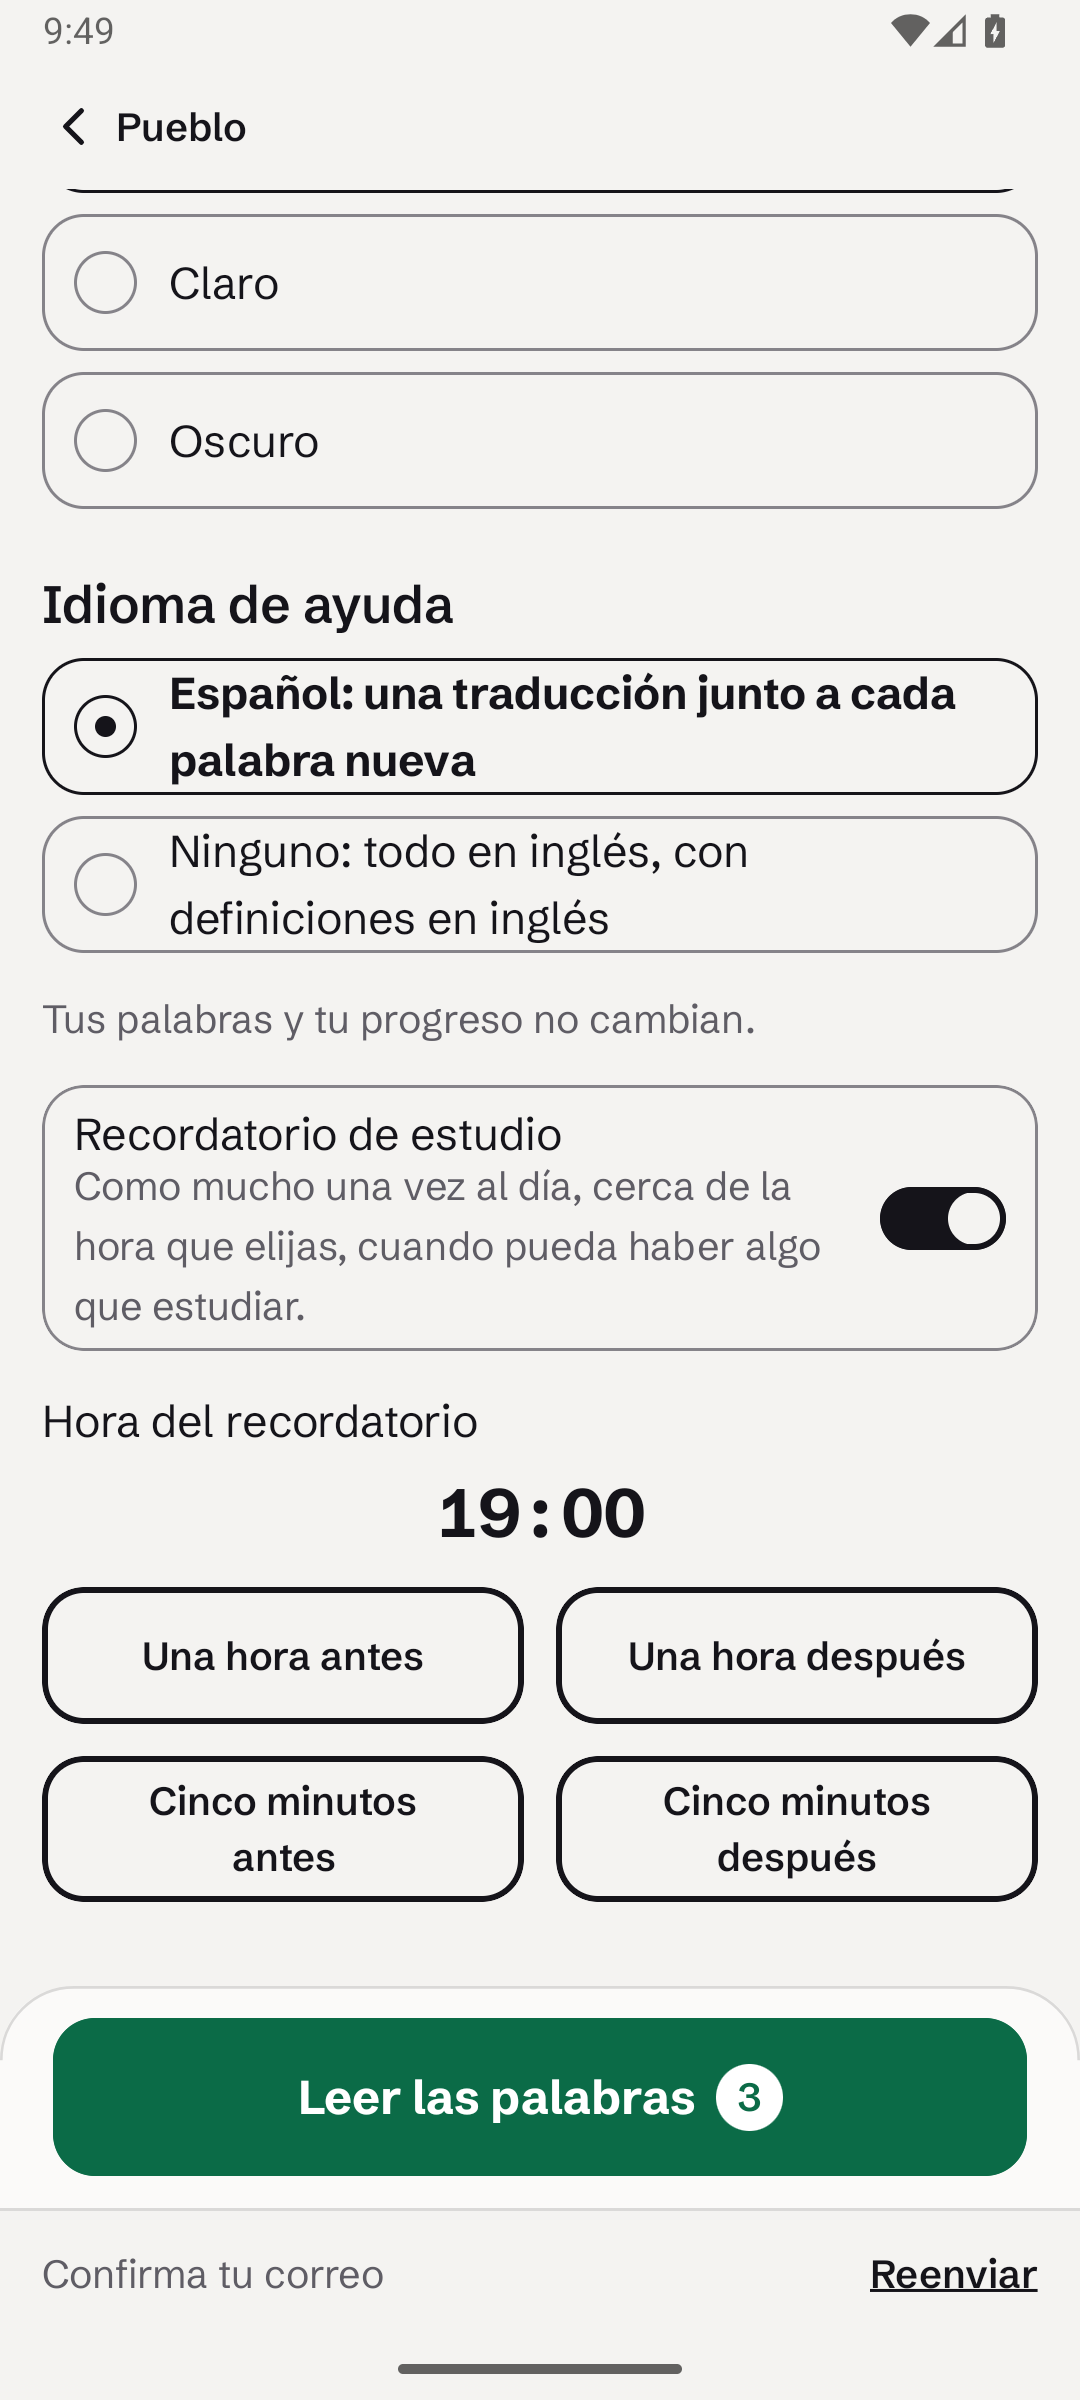 9:49
Pueblo
Claro
Oscuro
Idioma de ayuda
Español: una traducción junto a cada
palabra nueva
Ninguno: todo en inglés, con
definiciones en inglés
Tus palabras y tu progreso no cambian.
Recordatorio de estudio
Como mucho una vez al día, cerca de la
hora que elijas, cuando pueda haber algo
que estudiar.
Hora del recordatorio
19:00
Una hora antes
Una hora después
Cinco minutos
antes
Cinco minutos
después
Leer las palabras 3
Confirma tu correo
Reenviar